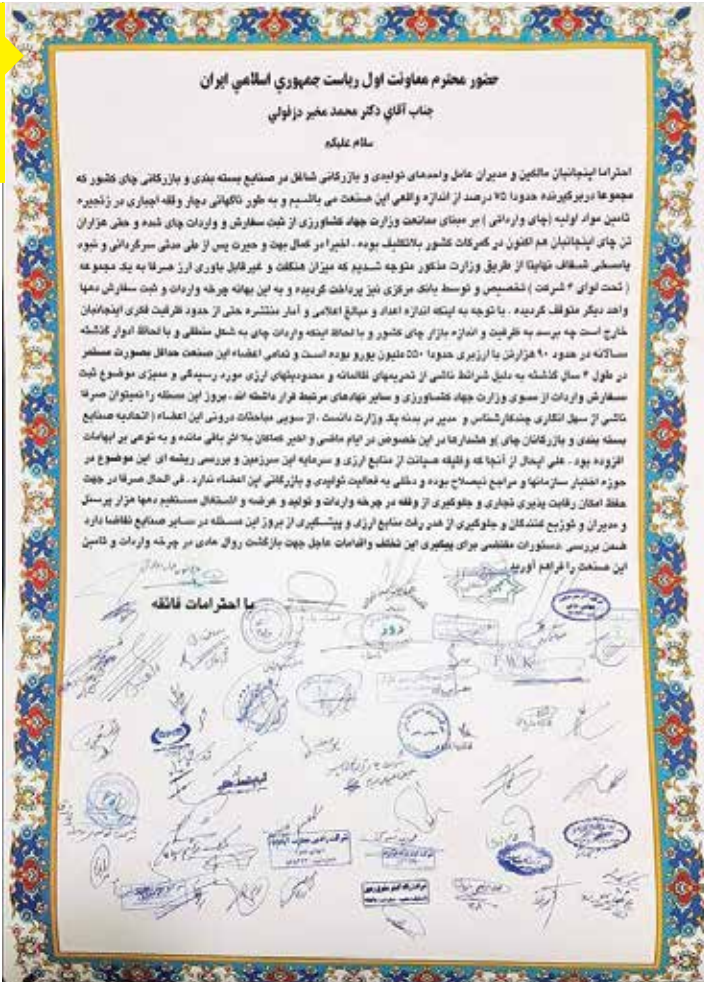 حضور محترم معاونت اول ریاست جمهوري اسلامي ایران
جناب آقاي دکتر محمد مخبر دزفولي
سلام علیکم
احتراما اینجانبان مالکین و مدیران عامل واحدهای تولیدی و بازرگانی شاغل در صنایع بسته بندی و بازرگانی چای کشور که
مجموعا دربرگیرنده حدودا ۷۵ درصد از اندازه واقعی این صنعت می باشیم و به طور ناگهانی دچار وقفه اجباری در زنجیره
تامین مواد اولیه (چای وارداتی ) بر مبنای ممانعت وزارت جهاد کشاورزی از ثبت سفارش و واردات چای شده و حتی هزاران
تن چای اینجانبان هم اکنون در گمرکات کشور بلاتکلیف بوده . اخیرا در کمال بهت و حیرت پس از طی مدتی سرگردانی و نبود
پاسخی شفاف نهایتا از طریق وزارت مذکور متوجه شدیم که میزان هنگفت و غیرقابل باوری ارز صرفا به یک مجموعه
( تحت لوای ۴ شرکت ) تخصیص و توسط بانک مرکزی نیز پرداخت گردیده و به این بهانه چرخه واردات و ثبت سفارش دهها
واحد دیگر متوقف گردیده . با توجه به اینکه اندازه اعداد و مبالغ اعلامی و آمار منتشره حتی از حدود ظرفیت فکری اینجانبان
خارج است چه برسد به ظرفیت و اندازه بازار چای کشور و با لحاظ اینکه واردات چای به شکل منطقی و با لحاظ ادوار گذشته
سالانه در حدود ۹۰ هزارتن با ارزبری حدودا ۵۵۰ ملیون یورو بوده است و تمامی اعضاء این صنعت حداقل بصورت مستمر
در طول ۴ سال گذشته به دلیل شرائط ناشی از تحریمهای ظالمانه و محدودیتهای ارزی مورد رسیدگی و ممیزی موضوع ثبت
سفارش واردات از سوی وزارت جهاد کشاورزی و سایر نهادهای مرتبط قرار داشته اند . بروز این مسئله را نمیتوان صرفا
ناشی از سهل انگاری چندکارشناس و مدیر در بدنه یک وزارت دانست . از سویی مباحثات درونی این اعضاء ( اتحادیه صنایع
بسته بندی و بازرگانان چای )و هشدارها در این خصوص در ایام ماضی و اخیر کماکان بلا اثر باقی مانده و به نوعی بر ابهامات
افزوده بود . علی ایحال از آنجا که وظیفه صیانت از منابع ارزی و سرمایه این سرزمین و بررسی ریشه ای این موضوع در
حوزه اختیار سازمانها و مراجع ذیصلاح بوده و دخلی به فعالیت تولیدی و بازرگانی این اعضاء ندارد . فی الحال صرفا در جهت
حفظ امکان رقابت پذیری تجاری و جلوگیری از وقفه در چرخه واردات و تولید و عرضه و اشتغال مستقیم دهها هزار پرسنل
و مدیران و توزیع کنندگان و جلوگیری از هدر رفت منابع ارزی و پیشگیری از بروز این مسئله در سایر صنایع تقاضا دارد
ضمن بررسی دستورات مقتضی برای پیگیری این تخلف واقدامات عاجل جهت بازگشت روال عادی در چرخه واردات و تامین
این صنعت را فراهم آورید
با احترامات فائقه